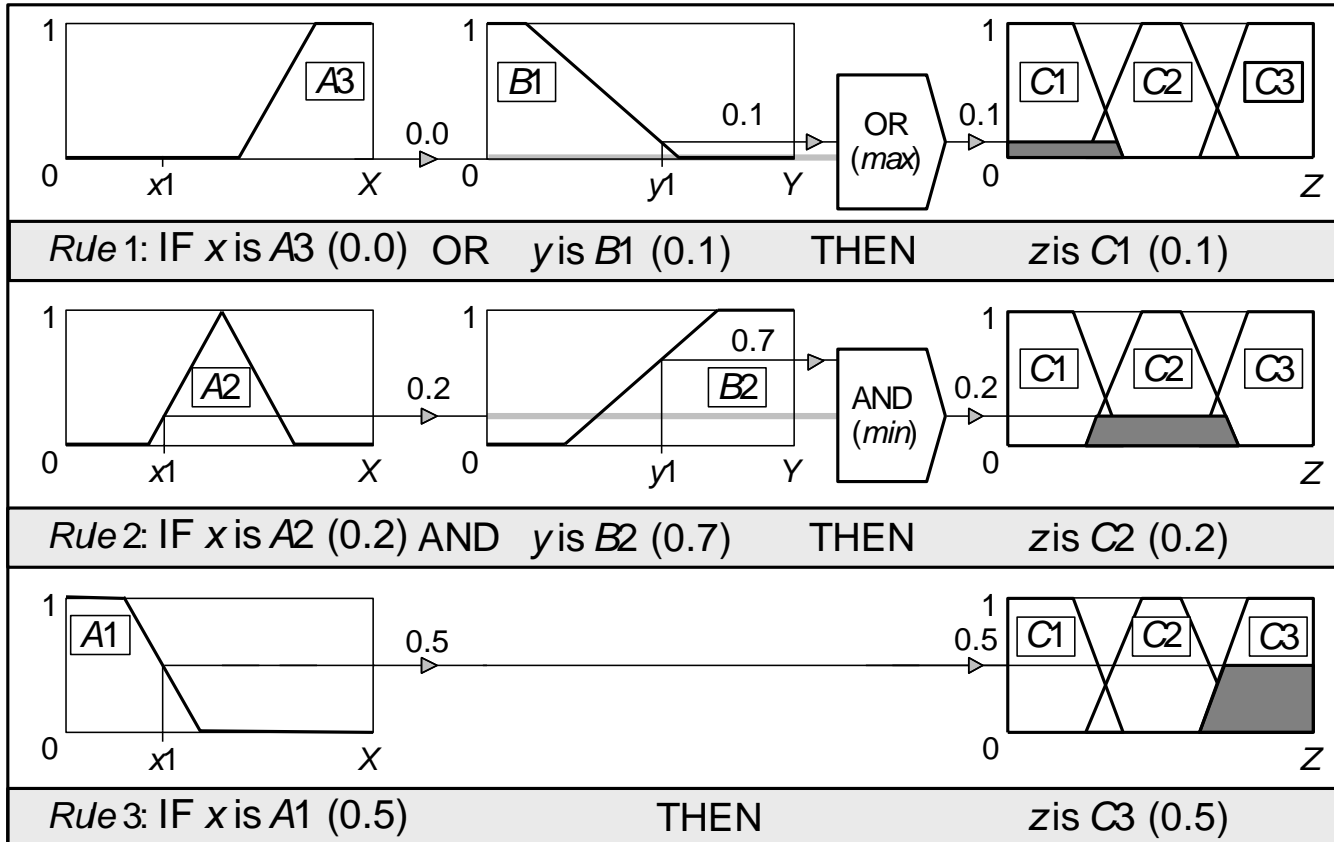 1 A3 0.0 0 x1 X
1 B1 0.1 y1 Y
OR
(max)
0.1 1 C1 C2 C3 0 Z
Rule 1: IF x is A3 (0.0) OR y is B1 (0.1) THEN z is C1 (0.1)
1 A2 0.2 0 x1 X
1 0.7 B2 0 y1 Y
AND
(min)
0.2 1 C1 C2 C3 0 Z
Rule 2: IF x is A2 (0.2) AND y is B2 (0.7) THEN z is C2 (0.2)
1 A1 0.5 0 x1 X
0.5 1 C1 C2 C3 0 Z
Rule 3: IF x is A1 (0.5) THEN z is C3 (0.5)